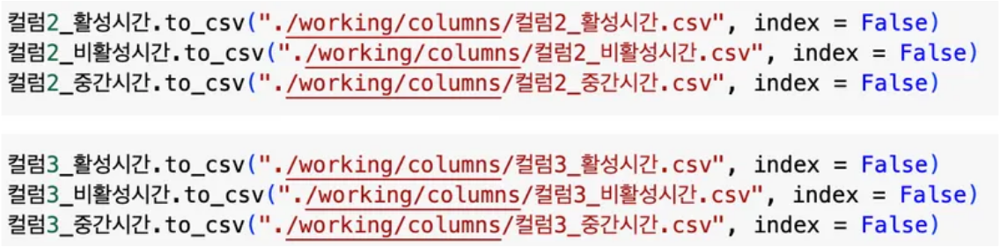 컬럼2_활성시간.to_csv("./working/columns/컬럼2_활성시간.csv", index = False)
컬럼2_비활성시간.to_csv("./working/columns/컬럼2_비활성시간.csv", index = False)
컬럼2_중간시간.to_csv("./working/columns/컬럼2_중간시간.csv", index = False)
컬럼3_활성시간.to_csv("./working/columns/컬럼3_활성시간.csv", index = False)
컬럼3_비활성시간.to_csv("./working/columns/컬럼3_비활성시간.csv", index = False)
컬럼3_중간시간.to_csv("./working/columns/컬럼3_중간시간.csv", index = False)